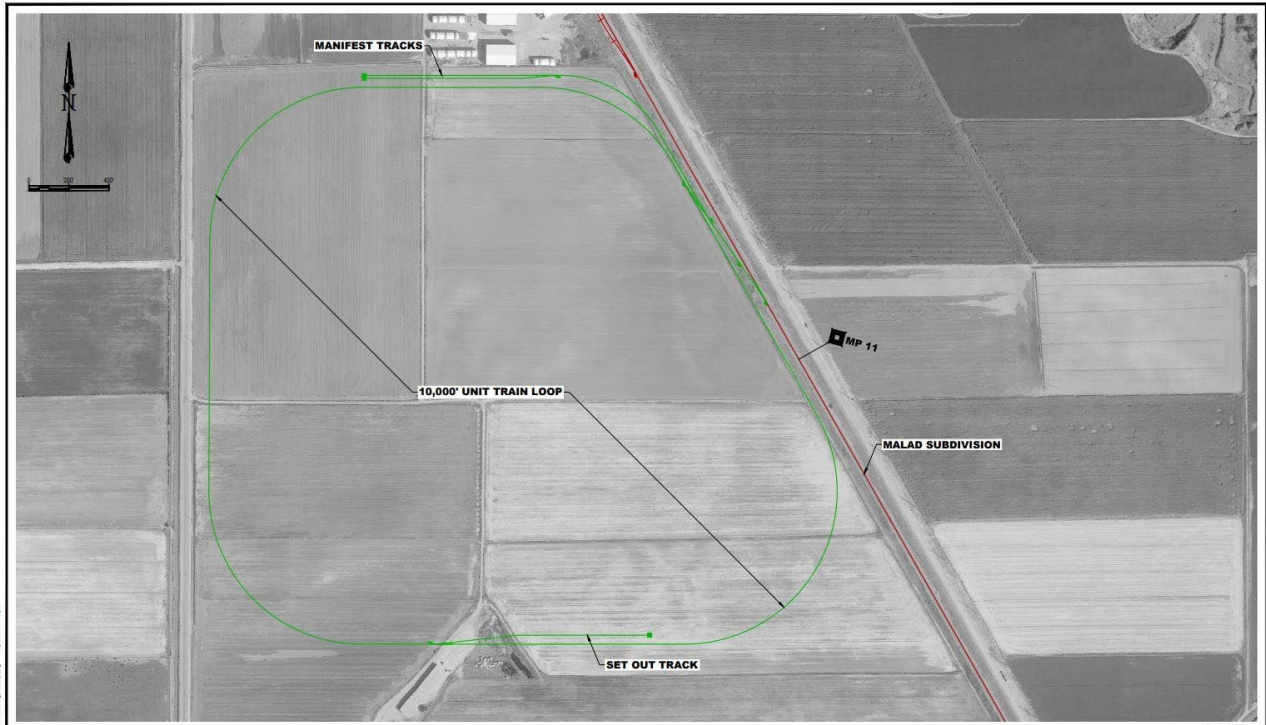 MANIFEST TRACKS
N
0 200' 400'
MP 11
10,000' UNIT TRAIN LOOP
MALAD SUBDIVISION
SET OUT TRACK